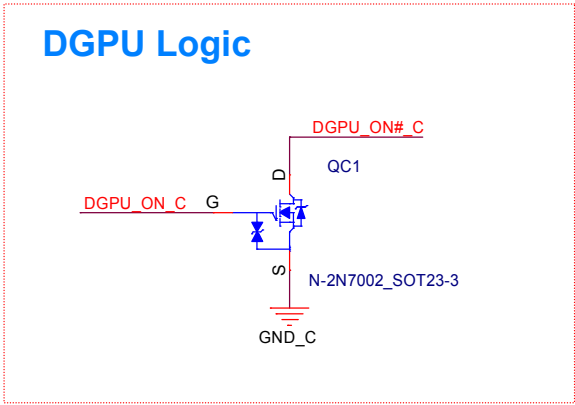 DGPU Logic
DGPU_ON#_C
D
QC1
DGPU_ON_C
G
S
N-2N7002_SOT23-3
GND_C